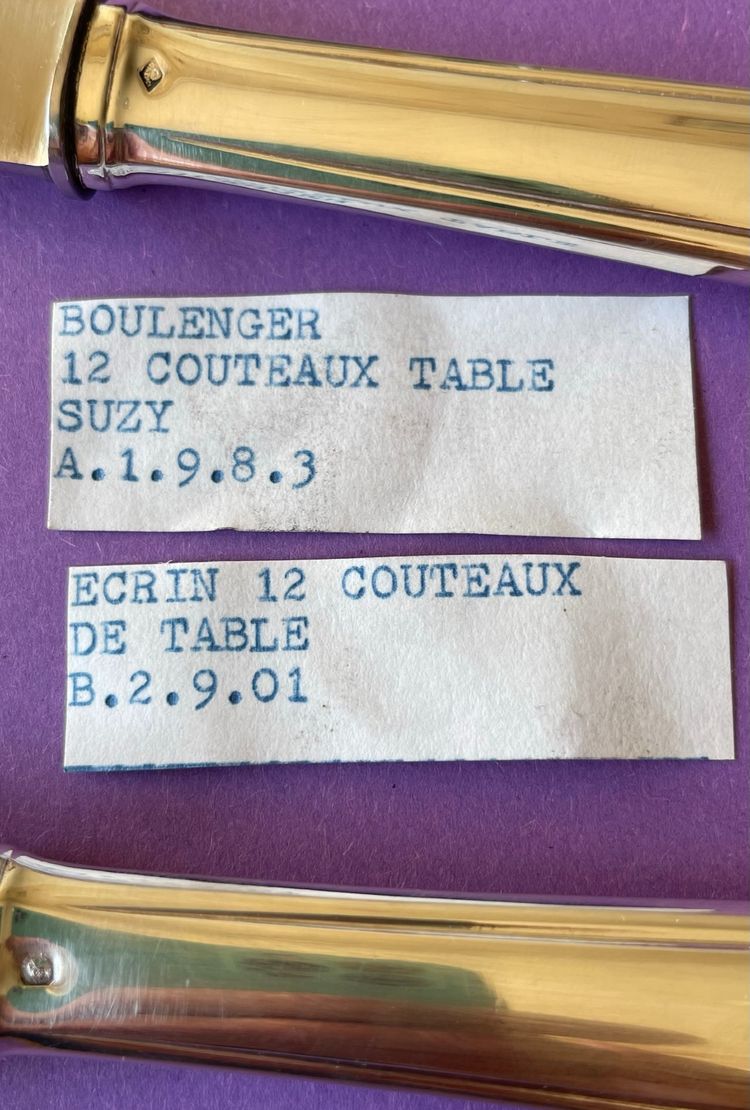 BOULENGER
12 COUTEAUX TABLE
SUZY
A.1.9.8.3
ECRIN 12 COUTEAUX
DE TABLE
B.2.9.01